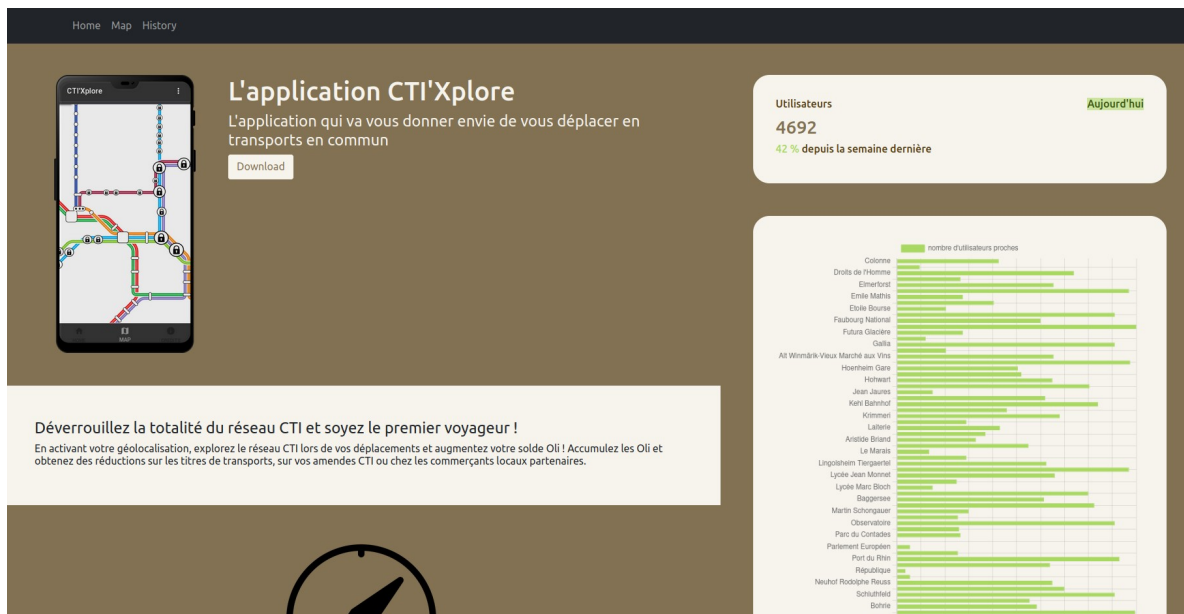 Home Map History
CTI'Xplore
MAP
L'application CTI'Xplore
L'application qui va vous donner envie de vous déplacer en
transports en commun
Download
Déverrouillez la totalité du réseau CTI et soyez le premier voyageur !
En activant votre géolocalisation, explorez le réseau CTI lors de vos déplacements et augmentez votre solde Oli ! Accumulez les Oli et
obtenez des réductions sur les titres de transports, sur vos amendes CTI ou chez les commerçants locaux partenaires.
Utilisateurs Aujourd'hui
4692
42 % depuis la semaine dernière
nombre d'utilisateurs proches
Colonne
Droits de l'Homme
Elmerforst
Emile Mathis
Etoile Bourse
Faubourg National
Futura Glacière
Gallia
Alt Winmärik-Vieux Marché aux Vins
Hoenheim Gare
Hohwart
Jean Jaures
Kehl Bahnhof
Krimmeri
Laiterie
Aristide Briand
Le Marais
Lingolsheim Tiergaertel
Lycée Jean Monnet
Lycée Marc Bloch
Baggersee
Martin Schongauer
Observatoire
Parc du Contades
Parlement Européen
Port du Rhin
République
Neuhof Rodolphe Reuss
Schluthfeld
Bohrie